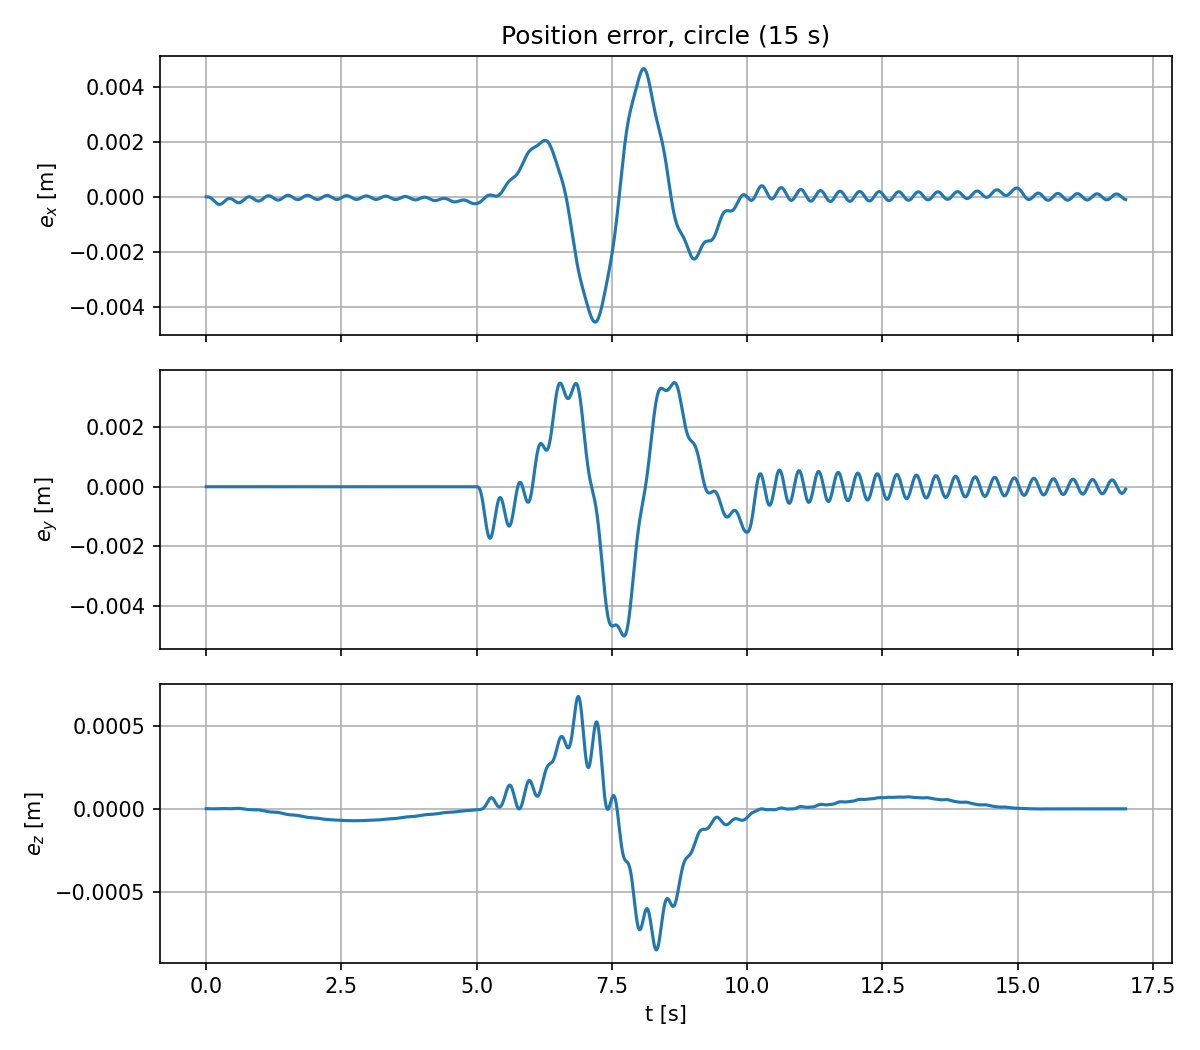 Position error, circle (15 s)
0.004
0.002
0.000
−0.002
−0.004
e_x [m]
0.002
0.000
−0.002
−0.004
e_y [m]
0.0005
0.0000
−0.0005
e_z [m]
0.0 2.5 5.0 7.5 10.0 12.5 15.0 17.5
t [s]